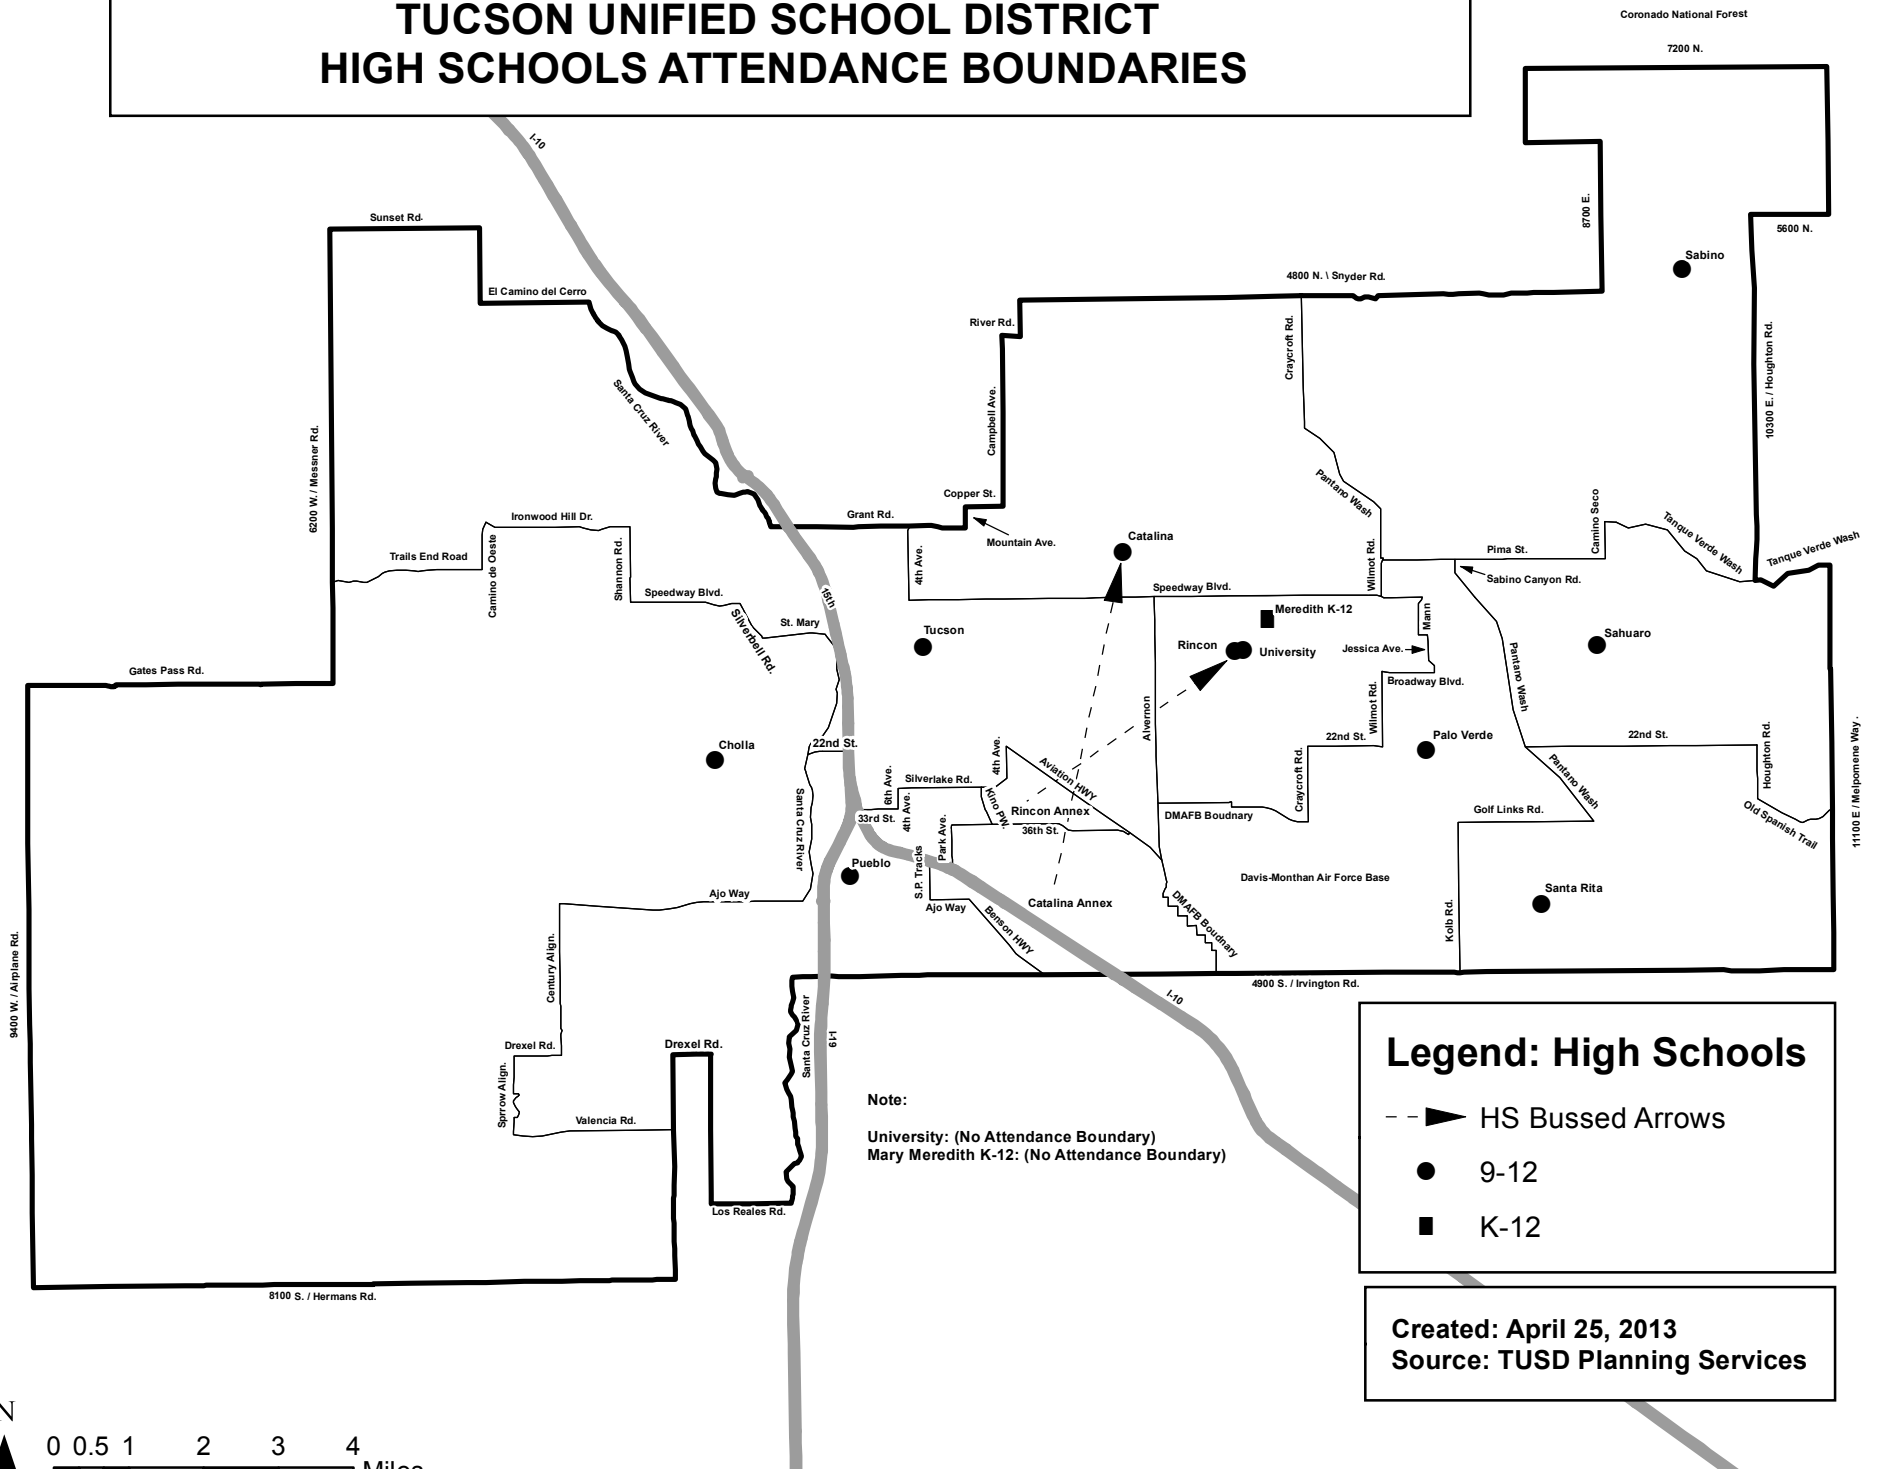 TUCSON UNIFIED SCHOOL DISTRICT
HIGH SCHOOLS ATTENDANCE BOUNDARIES
Coronado National Forest
7200 N.
I-10
8700 E.
Sunset Rd.
5600 N.
Sabino
4800 N. \ Snyder Rd.
El Camino del Cerro
River Rd.
Craycroft Rd.
10300 E. / Houghton Rd.
Santa Cruz River
Campbell Ave.
6200 W. / Messner Rd.
Copper St.
Pantano Wash
Grant Rd.
Ironwood Hill Dr.
Mountain Ave.
Catalina
Camino Seco
Tanque Verde Wash
Tanque Verde Wash
Trails End Road
Camino de Oeste
Shannon Rd.
4th Ave.
Wilmot Rd.
Pima St.
Sabino Canyon Rd.
Speedway Blvd.
15th
Speedway Blvd.
Meredith K-12
Mann
St. Mary
Silverbell Rd.
Tucson
Rincon
University
Jessica Ave.
Sahuaro
Gates Pass Rd.
Pantano Wash
Broadway Blvd.
Wilmot Rd.
Alvernon
Cholla
22nd St.
22nd St.
Palo Verde
22nd St.
Houghton Rd.
11100 E / Melpomene Way .
4th Ave.
Aviation HWY
Craycroft Rd.
Pantano Wash
6th Ave.
Silverlake Rd.
Kino PW.
Santa Cruz River
4th Ave.
33rd St.
Rincon Annex
DMAFB Boudnary
Golf Links Rd.
Old Spanish Trail
36th St.
Park Ave.
Pueblo
S.P. Tracks
Davis-Monthan Air Force Base
Santa Rita
Ajo Way
Ajo Way
Catalina Annex
Benson HWY
DMAFB Boudnary
Kolb Rd.
9400 W. / Airplane Rd.
Century Align.
4900 S. / Irvington Rd.
I-10
Santa Cruz River
I-19
Drexel Rd.
Drexel Rd.
Sprrow Align.
Valencia Rd.
Los Reales Rd.
8100 S. / Hermans Rd.
Note:
University: (No Attendance Boundary)
Mary Meredith K-12: (No Attendance Boundary)
Legend: High Schools
HS Bussed Arrows
9-12
K-12
Created: April 25, 2013
Source: TUSD Planning Services
N
0 0.5 1 2 3 4
Miles